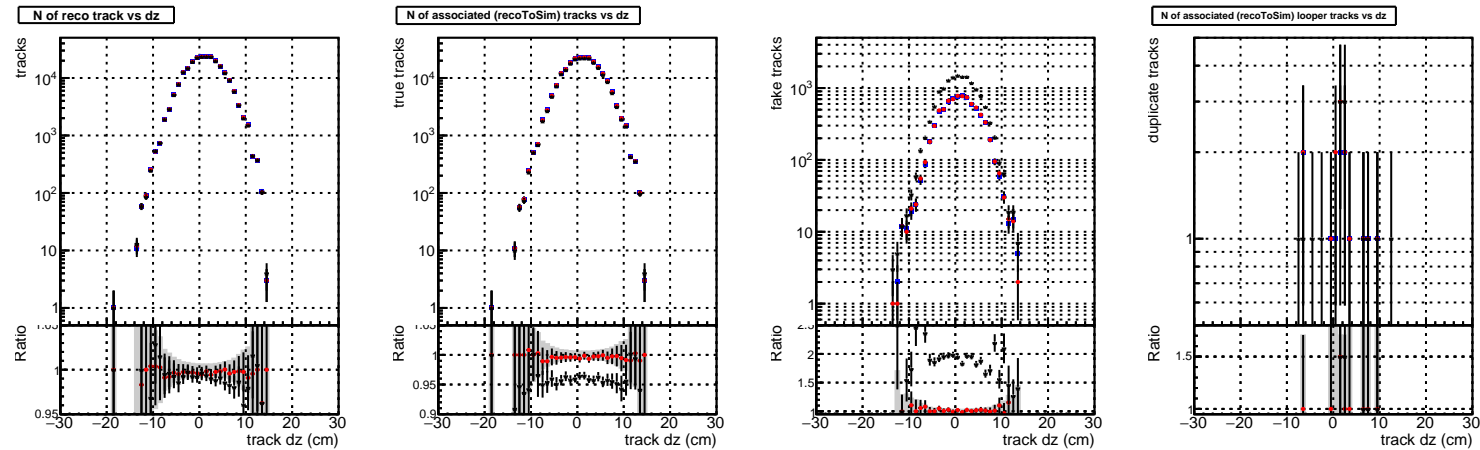 N of reco track vs dz
tracks
10⁴
10³
10²
10
1
Ratio
1.05
1
0.95
−30 −20 −10 0 10 20 30
track dz (cm)
N of associated (recoToSim) tracks vs dz
true tracks
10⁴
10³
10²
10
1
Ratio
1.05
1
0.95
0.9
−30 −20 −10 0 10 20 30
track dz (cm)
fake tracks
10³
10²
10
1
Ratio
2.5
2
1.5
1
−30 −20 −10 0 10 20 30
track dz (cm)
N of associated (recoToSim) looper tracks vs dz
duplicate tracks
1
Ratio
1.5
1
−30 −20 −10 0 10 20 30
track dz (cm)